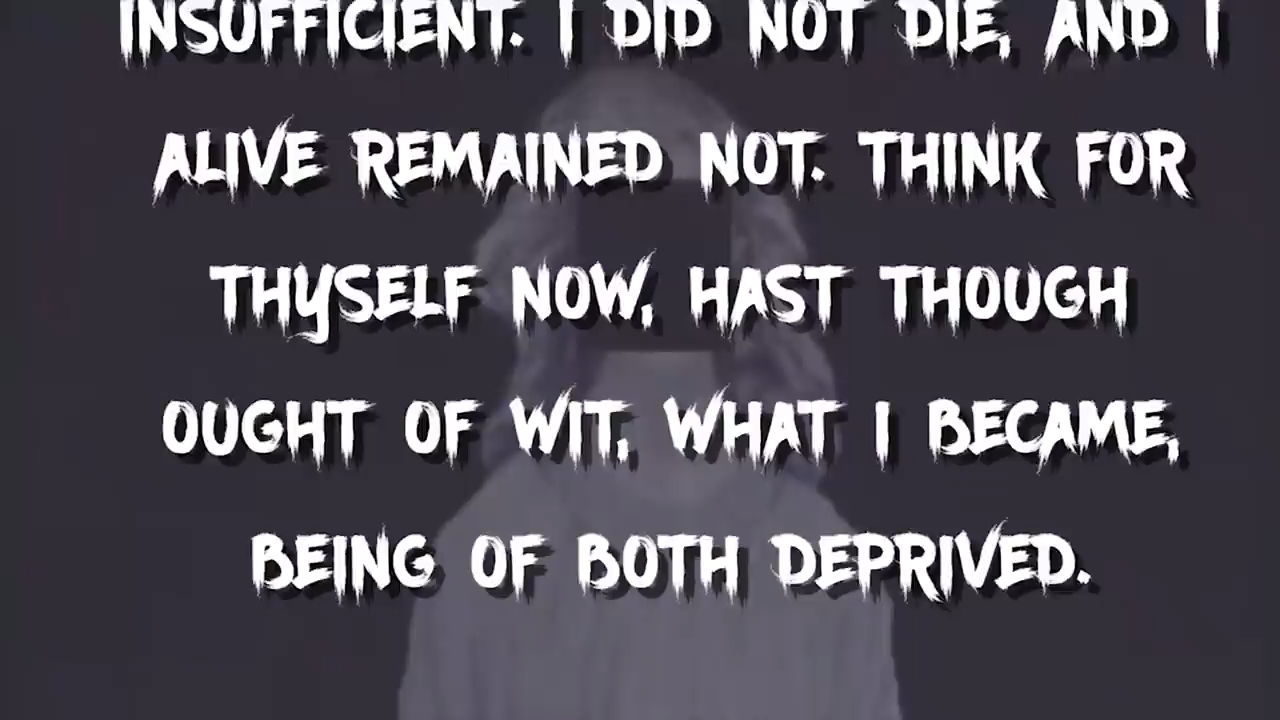 INSUFFICIENT. I DID NOT DIE, AND I
ALIVE REMAINED NOT. THINK FOR
THYSELF NOW, HAST THOUGH
OUGHT OF WIT, WHAT I BECAME,
BEING OF BOTH DEPRIVED.